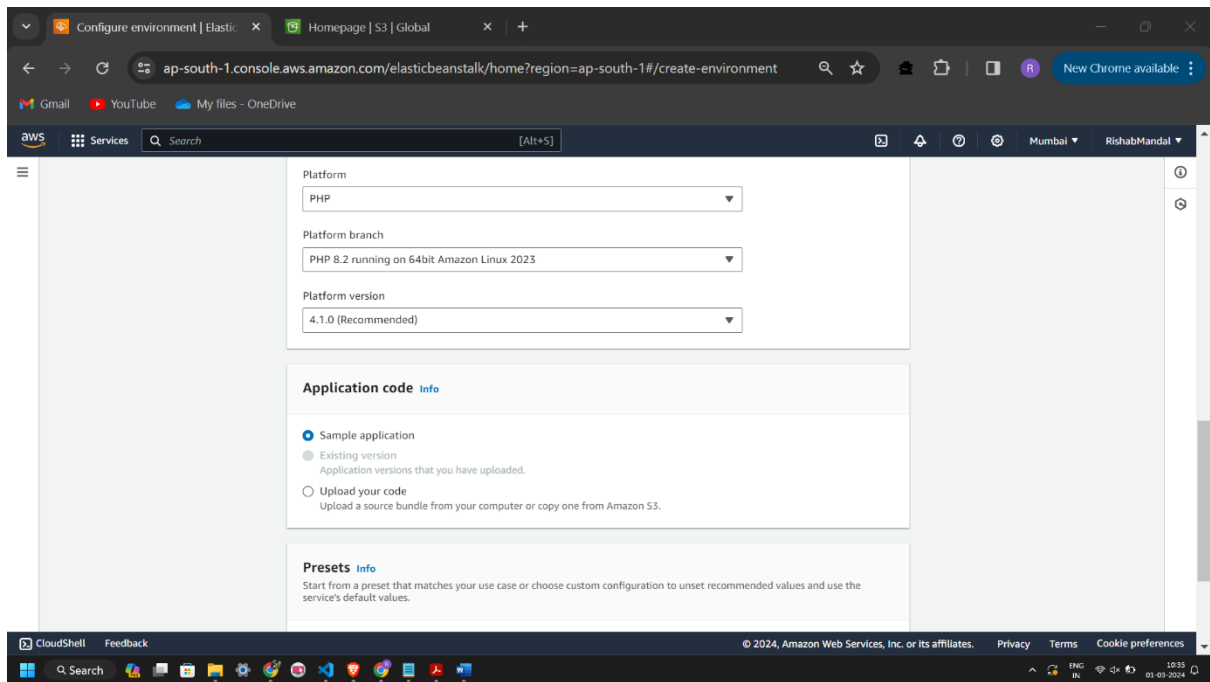 Configure environment | Elastic
Homepage | S3 | Global
ap-south-1.console.aws.amazon.com/elasticbeanstalk/home?region=ap-south-1#/create-environment
R
New Chrome available
Gmail
YouTube
My files - OneDrive
aws
Services
Search
[Alt+S]
Mumbai
RishabMandal
Platform
PHP
Platform branch
PHP 8.2 running on 64bit Amazon Linux 2023
Platform version
4.1.0 (Recommended)
Application code Info
Sample application
Existing version
Application versions that you have uploaded.
Upload your code
Upload a source bundle from your computer or copy one from Amazon S3.
Presets Info
Start from a preset that matches your use case or choose custom configuration to unset recommended values and use the
service's default values.
CloudShell
Feedback
© 2024, Amazon Web Services, Inc. or its affiliates.
Privacy
Terms
Cookie preferences
Search
ENG
IN
10:35
01-03-2024